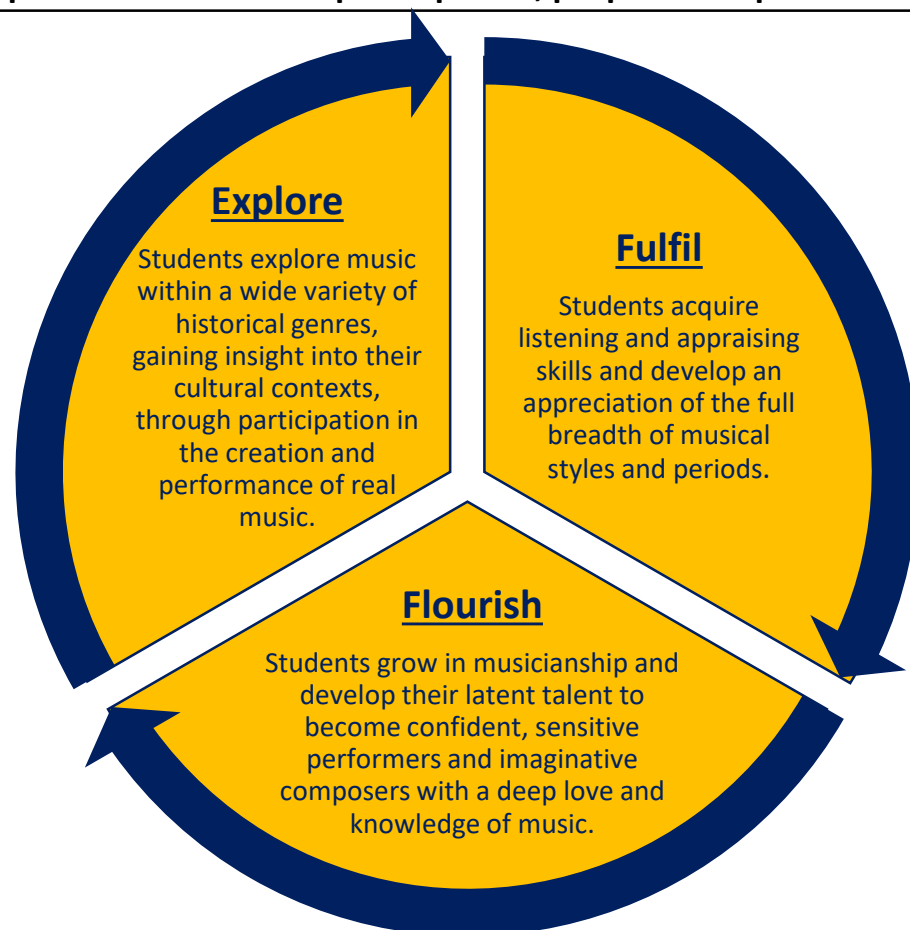 Explore
Students explore music
within a wide variety of
historical genres,
gaining insight into their
cultural contexts,
through participation in
the creation and
performance of real
music.
Fulfil
Students acquire
listening and appraising
skills and develop an
appreciation of the full
breadth of musical
styles and periods.
Flourish
Students grow in musicianship and
develop their latent talent to
become confident, sensitive
performers and imaginative
composers with a deep love and
knowledge of music.